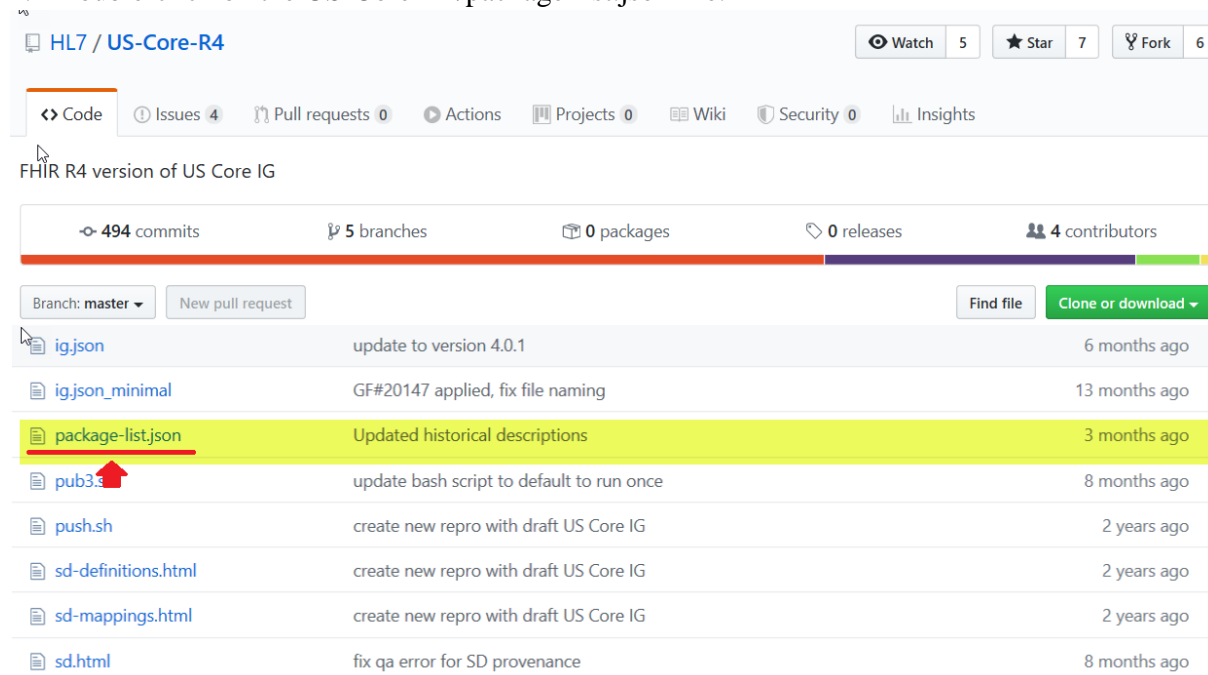 HL7 / US-Core-R4
Watch 5 Star 7 Fork 6
Code Issues 4 Pull requests 0 Actions Projects 0 Wiki Security 0 Insights
FHIR R4 version of US Core IG
494 commits 5 branches 0 packages 0 releases 4 contributors
Branch: master New pull request Find file Clone or download
ig.json update to version 4.0.1 6 months ago
ig.json_minimal GF#20147 applied, fix file naming 13 months ago
package-list.json Updated historical descriptions 3 months ago
pub3.s update bash script to default to run once 8 months ago
push.sh create new repro with draft US Core IG 2 years ago
sd-definitions.html create new repro with draft US Core IG 2 years ago
sd-mappings.html create new repro with draft US Core IG 2 years ago
sd.html fix qa error for SD provenance 8 months ago